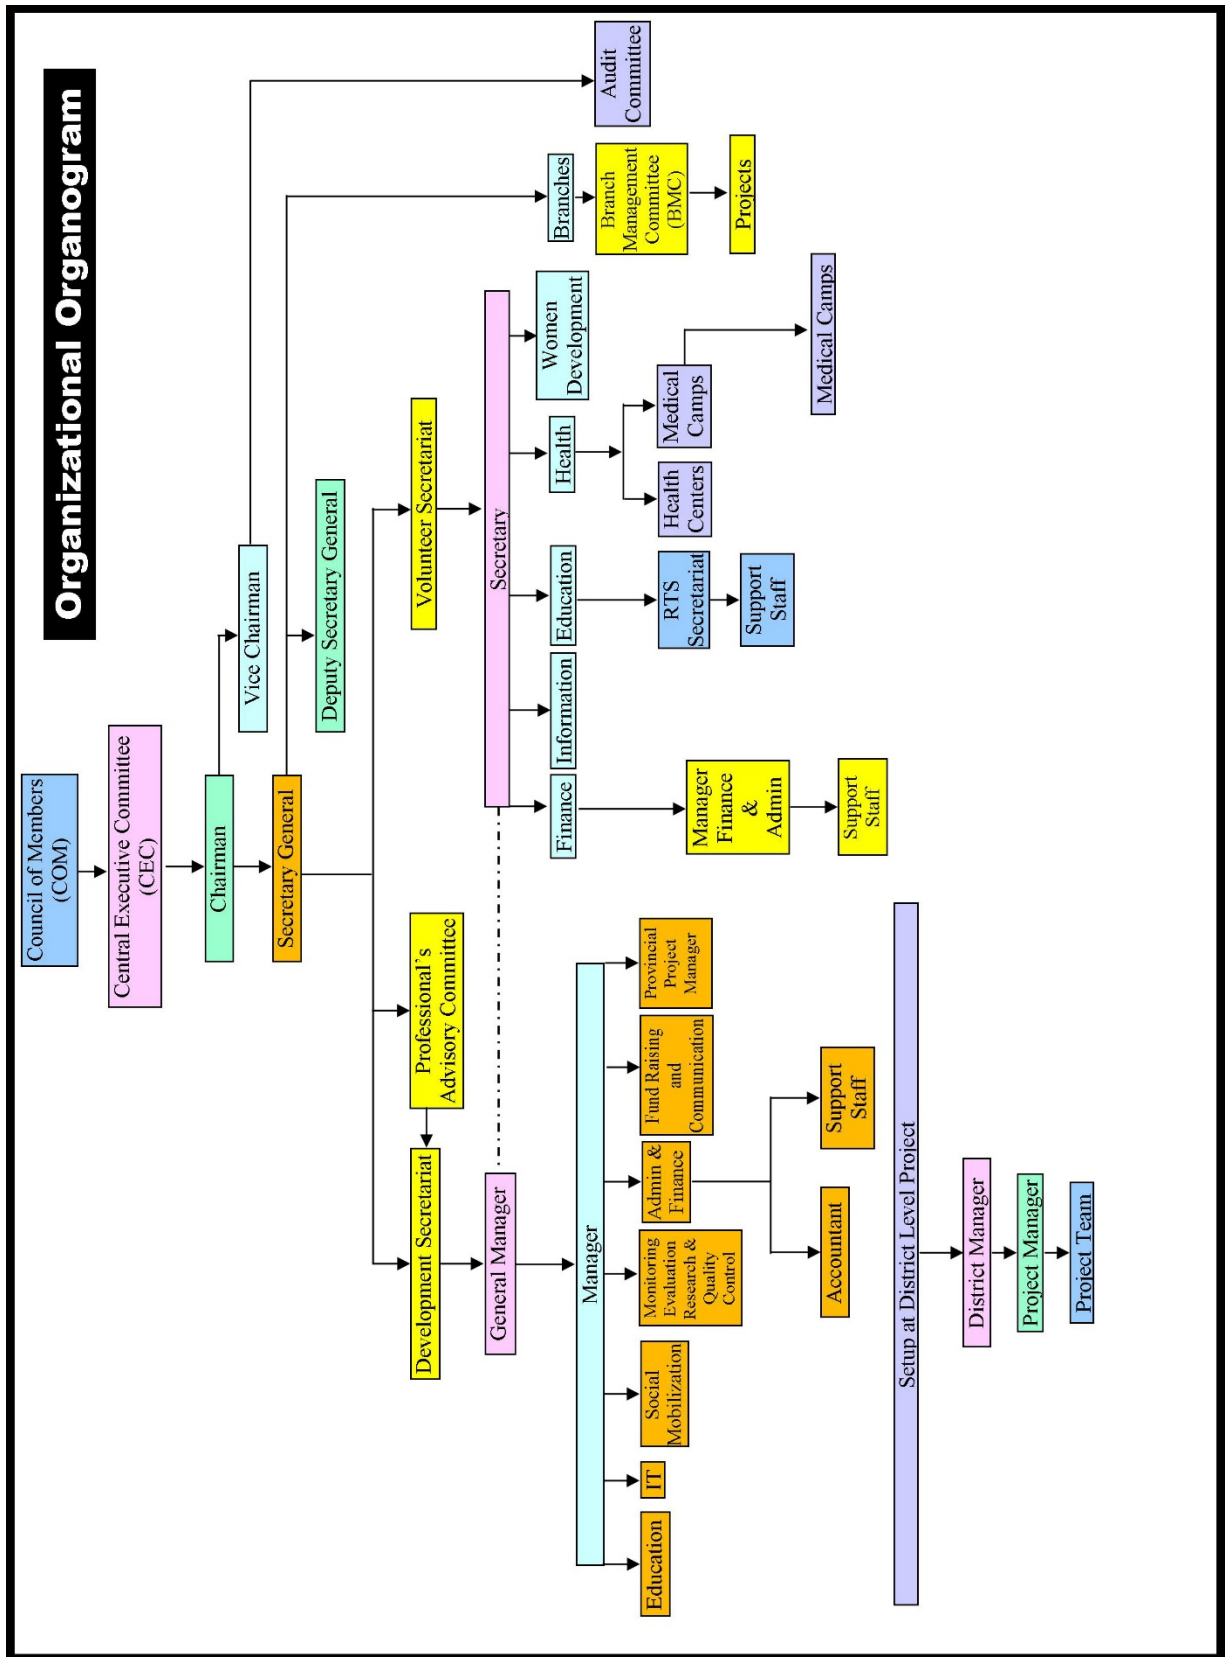 Organizational Organogram
Council of Members
(COM)
Central Executive Committee
(CEC)
Chairman
Vice Chairman
Secretary General
Deputy Secretary General
Professional's
Advisory Committee
Development Secretariat
Volunteer Secretariat
General Manager
Secretary
Branches
Audit
Committee
Branch
Management
Committee
(BMC)
Projects
Manager
Education
IT
Social
Mobilization
Monitoring
Evaluation
Research &
Quality
Control
Admin &
Finance
Fund Raising
and
Communication
Provincial
Project
Manager
Accountant
Support
Staff
Finance
Information
Education
Health
Women
Development
Manager
Finance
&
Admin
Support
Staff
RTS
Secretariat
Support
Staff
Health
Centers
Medical
Camps
Medical Camps
Setup at District Level Project
District Manager
Project Manager
Project Team